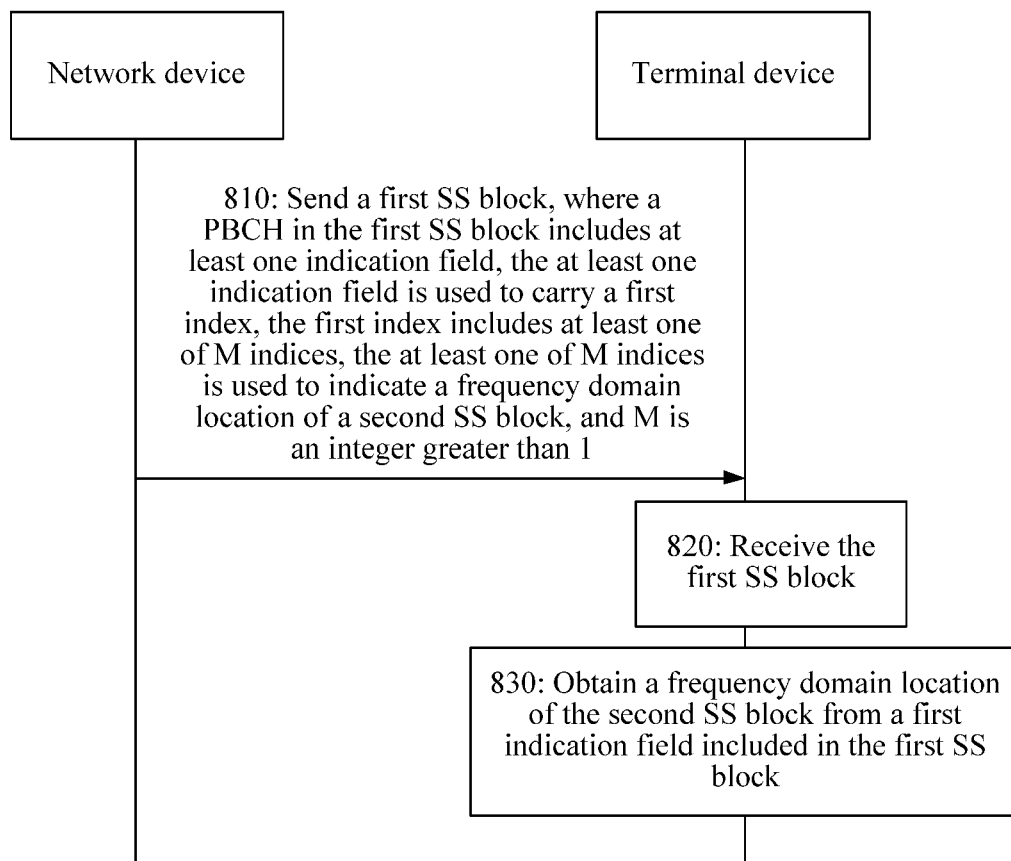 Network device
Terminal device
810: Send a first SS block, where a
PBCH in the first SS block includes at
least one indication field, the at least one
indication field is used to carry a first
index, the first index includes at least one
of M indices, the at least one of M indices
is used to indicate a frequency domain
location of a second SS block, and M is
an integer greater than 1
820: Receive the
first SS block
830: Obtain a frequency domain location
of the second SS block from a first
indication field included in the first SS
block